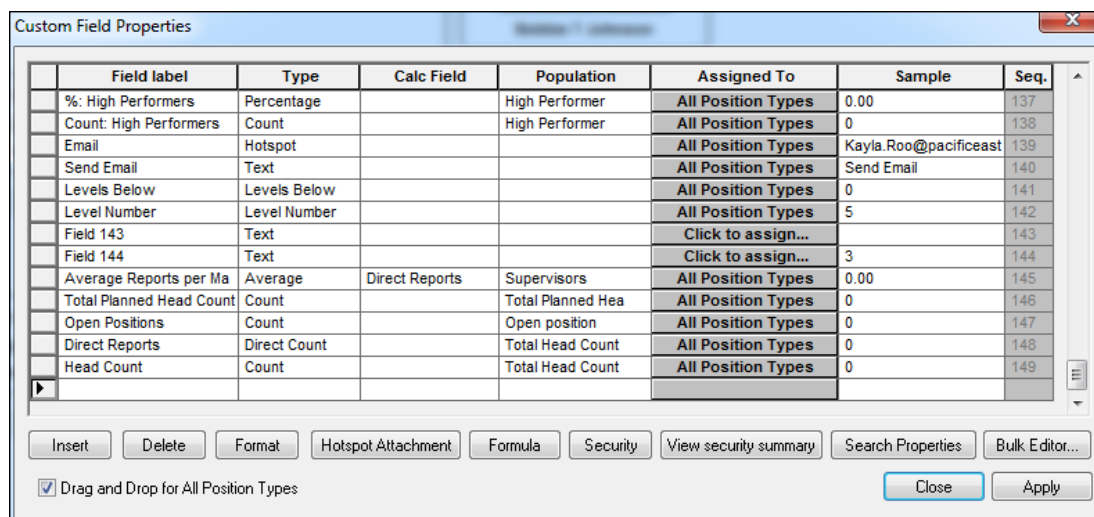 Custom Field Properties
x
Field label Type Calc Field Population Assigned To Sample Seq.
%: High Performers Percentage High Performer All Position Types 0.00 137
Count: High Performers Count High Performer All Position Types 0 138
Email Hotspot All Position Types Kayla.Roo@pacificeast 139
Send Email Text All Position Types Send Email 140
Levels Below Levels Below All Position Types 0 141
Level Number Level Number All Position Types 5 142
Field 143 Text Click to assign... 143
Field 144 Text Click to assign... 3 144
Average Reports per Ma Average Direct Reports Supervisors All Position Types 0.00 145
Total Planned Head Count Count Total Planned Hea All Position Types 0 146
Open Positions Count Open position All Position Types 0 147
Direct Reports Direct Count Total Head Count All Position Types 0 148
Head Count Count Total Head Count All Position Types 0 149
Insert Delete Format Hotspot Attachment Formula Security View security summary Search Properties Bulk Editor...
Drag and Drop for All Position Types Close Apply